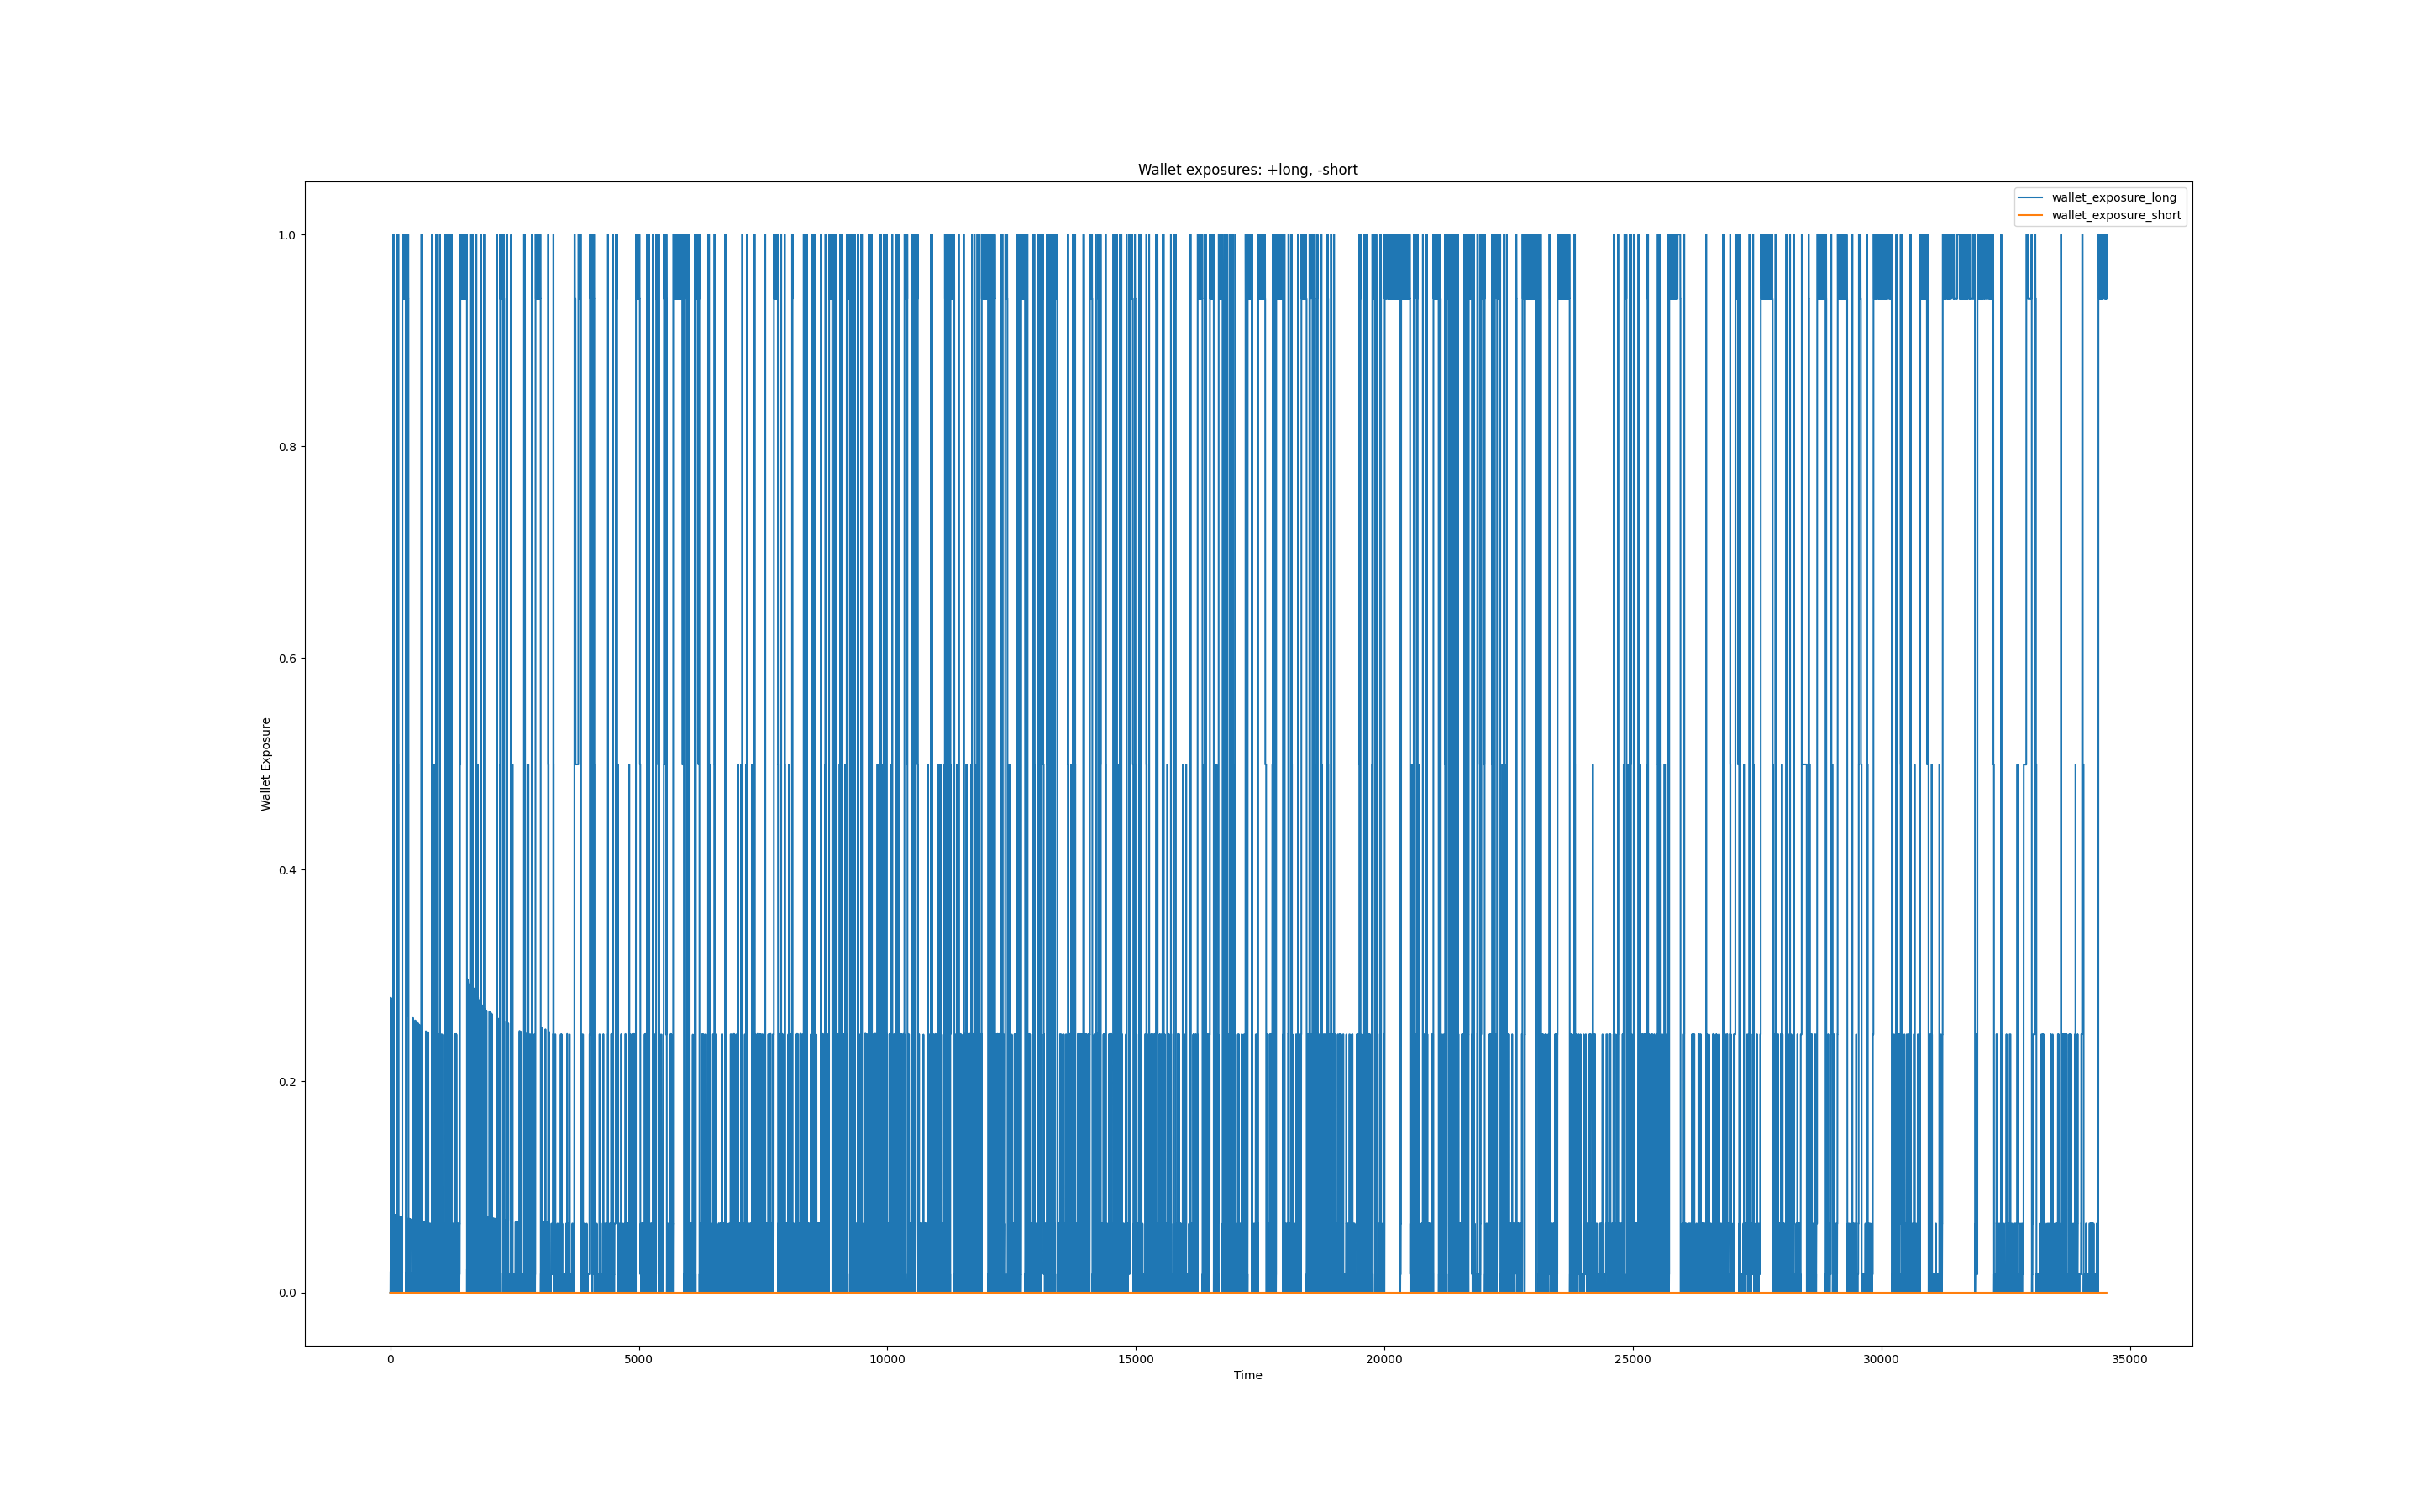 Wallet exposures: +long, -short
wallet_exposure_long
wallet_exposure_short
1.0
0.8
0.6
0.4
0.2
0.0
Wallet Exposure
0 5000 10000 15000 20000 25000 30000 35000
Time